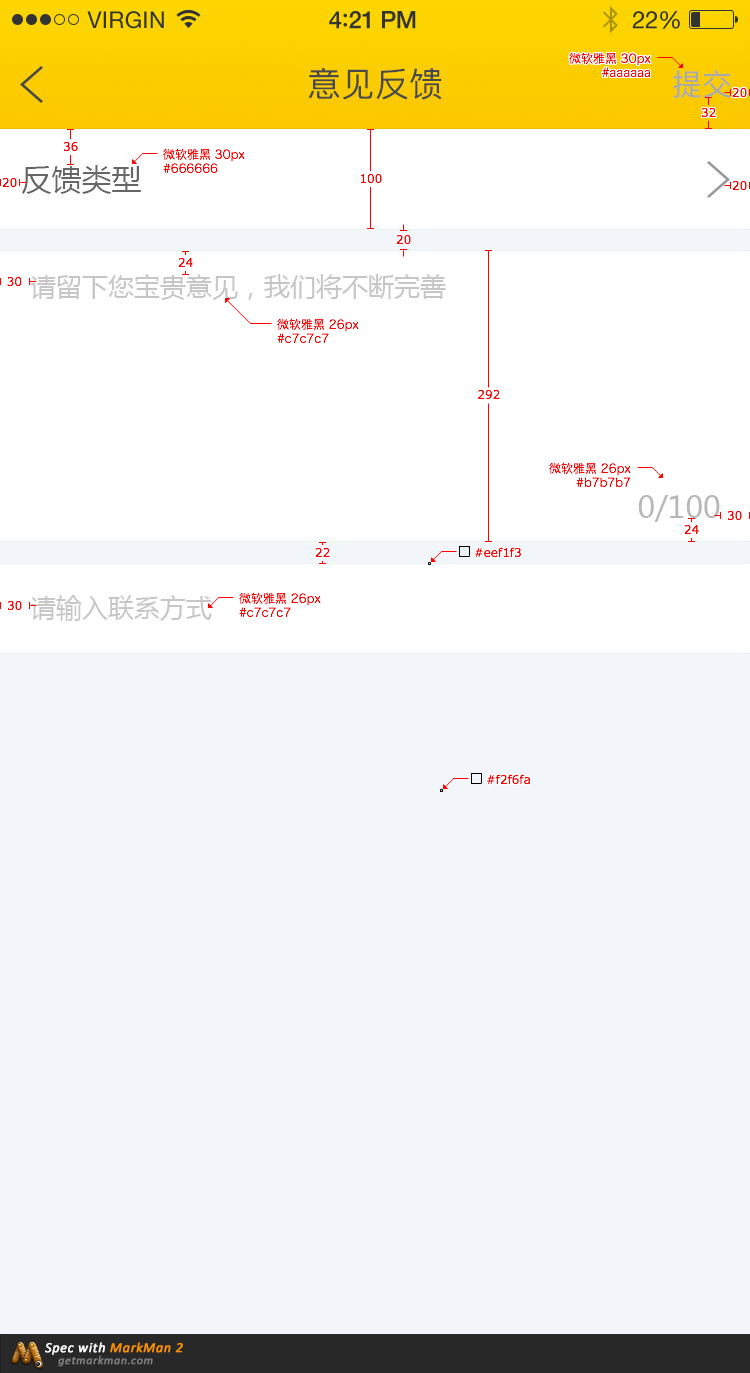 VIRGIN
4:21 PM
22%
意见反馈
微软雅黑 30px
#aaaaaa
提交
20
32
36
微软雅黑 30px
#666666
20
反馈类型
100
20
20
24
30
请留下您宝贵意见，我们将不断完善
微软雅黑 26px
#c7c7c7
292
微软雅黑 26px
#b7b7b7
0/100
30
24
22
#eef1f3
30
请输入联系方式
微软雅黑 26px
#c7c7c7
#f2f6fa
Spec with MarkMan 2
getmarkman.com